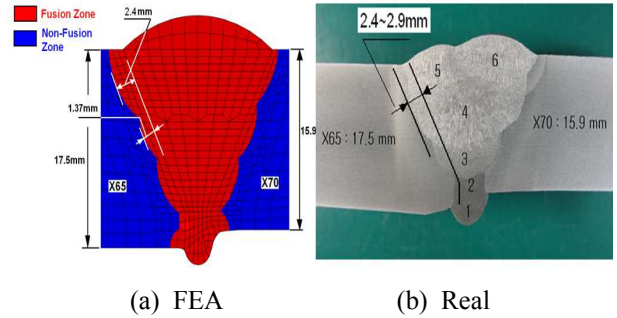 Fusion Zone
Non-Fusion
Zone
2.4mm
1.37mm
17.5mm
15.9
X65
X70
2.4~2.9mm
5
6
4
X65 : 17.5 mm
X70 : 15.9 mm
3
2
1
(a) FEA
(b) Real